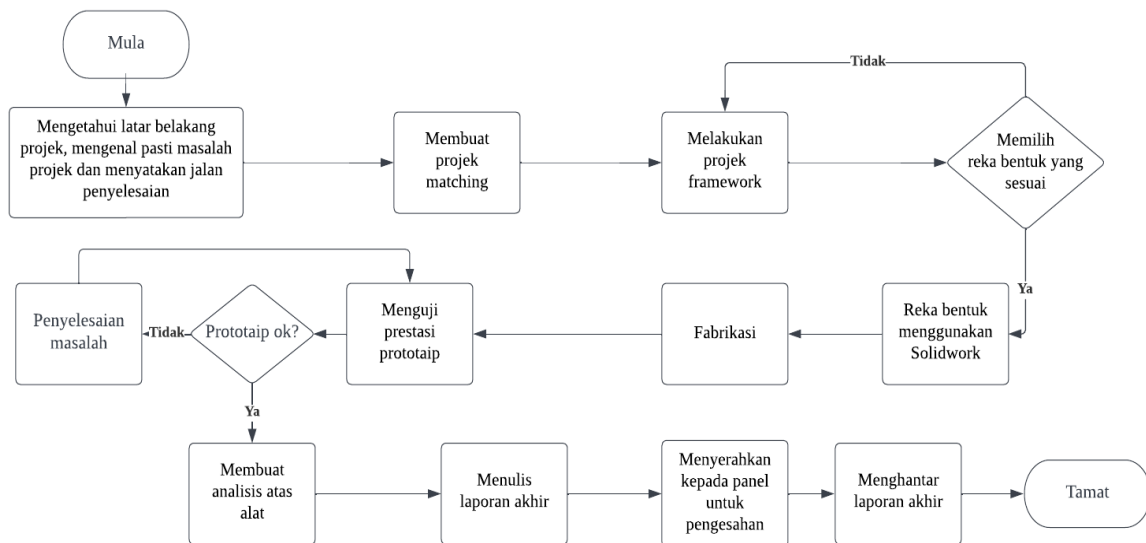 Mula
Mengetahui latar belakang
projek, mengenal pasti masalah
projek dan menyatakan jalan
penyelesaian
Membuat
projek
matching
Melakukan
projek
framework
Tidak
Memilih
reka bentuk yang
sesuai
Ya
Reka bentuk
menggunakan
Solidwork
Fabrikasi
Menguji
prestasi
prototaip
Prototaip ok?
Tidak
Penyelesaian
masalah
Ya
Membuat
analisis atas
alat
Menulis
laporan akhir
Menyerahkan
kepada panel
untuk
pengesahan
Menghantar
laporan akhir
Tamat